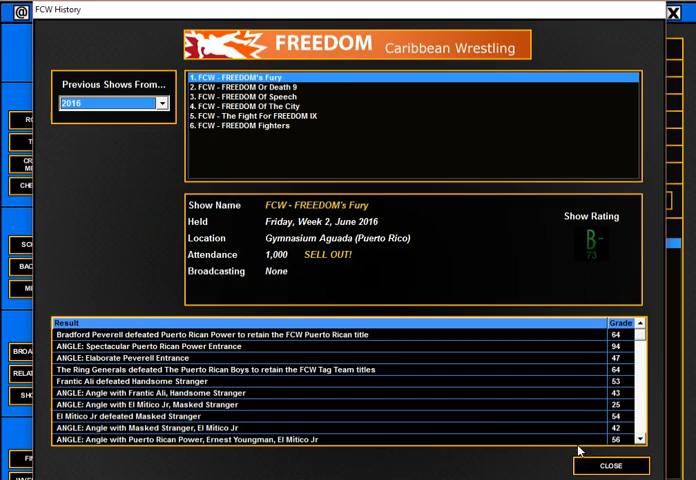 FCW History
FREEDOM Caribbean Wrestling
Previous Shows From...
2016
1. FCW - FREEDOM's Fury
2. FCW - FREEDOM Or Death 9
3. FCW - FREEDOM Of Speech
4. FCW - FREEDOM Of The City
5. FCW - The Fight For FREEDOM IX
6. FCW - FREEDOM Fighters
Show Name FCW - FREEDOM's Fury
Held Friday, Week 2, June 2016
Location Gymnasium Aguada (Puerto Rico)
Attendance 1,000 SELL OUT!
Broadcasting None
Show Rating
B-
73
Result Grade
Bradford Peverell defeated Puerto Rican Power to retain the FCW Puerto Rican title 64
ANGLE: Spectacular Puerto Rican Power Entrance 94
ANGLE: Elaborate Peverell Entrance 47
The Ring Generals defeated The Puerto Rican Boys to retain the FCW Tag Team titles 64
Frantic Ali defeated Handsome Stranger 53
ANGLE: Angle with Frantic Ali, Handsome Stranger 43
ANGLE: Angle with El Mitico Jr, Masked Stranger 25
El Mitico Jr defeated Masked Stranger 54
ANGLE: Angle with Masked Stranger, El Mitico Jr 42
ANGLE: Angle with Puerto Rican Power, Ernest Youngman, El Mitico Jr 56
CLOSE